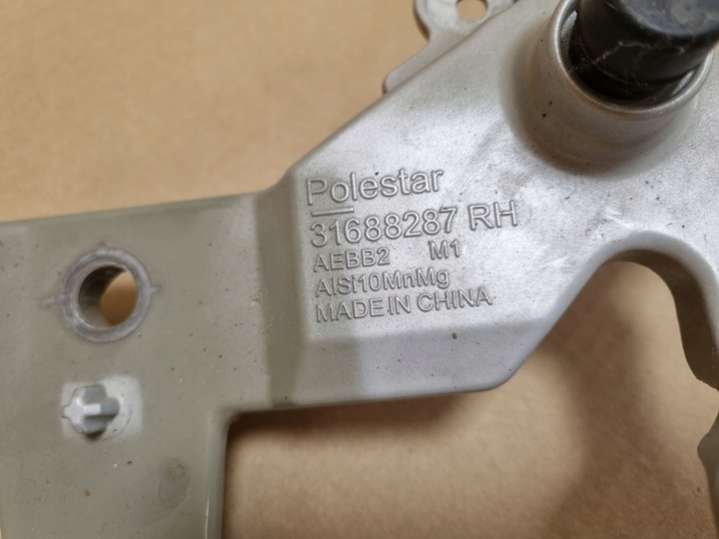 Polestar
31688287 RH
AEBB2 M1
AlSi10MnMg
MADE IN CHINA